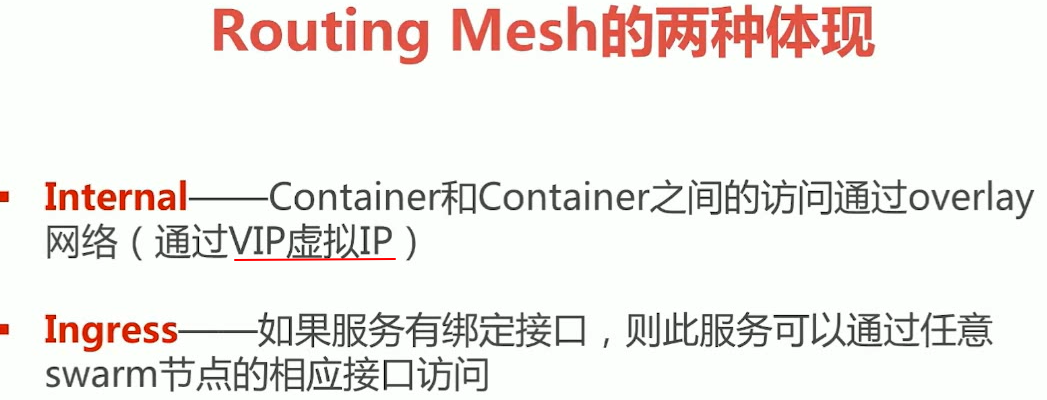 Routing Mesh的两种体现
Internal——Container和Container之间的访问通过overlay
网络（通过VIP虚拟IP）
Ingress——如果服务有绑定接口，则此服务可以通过任意
swarm节点的相应接口访问